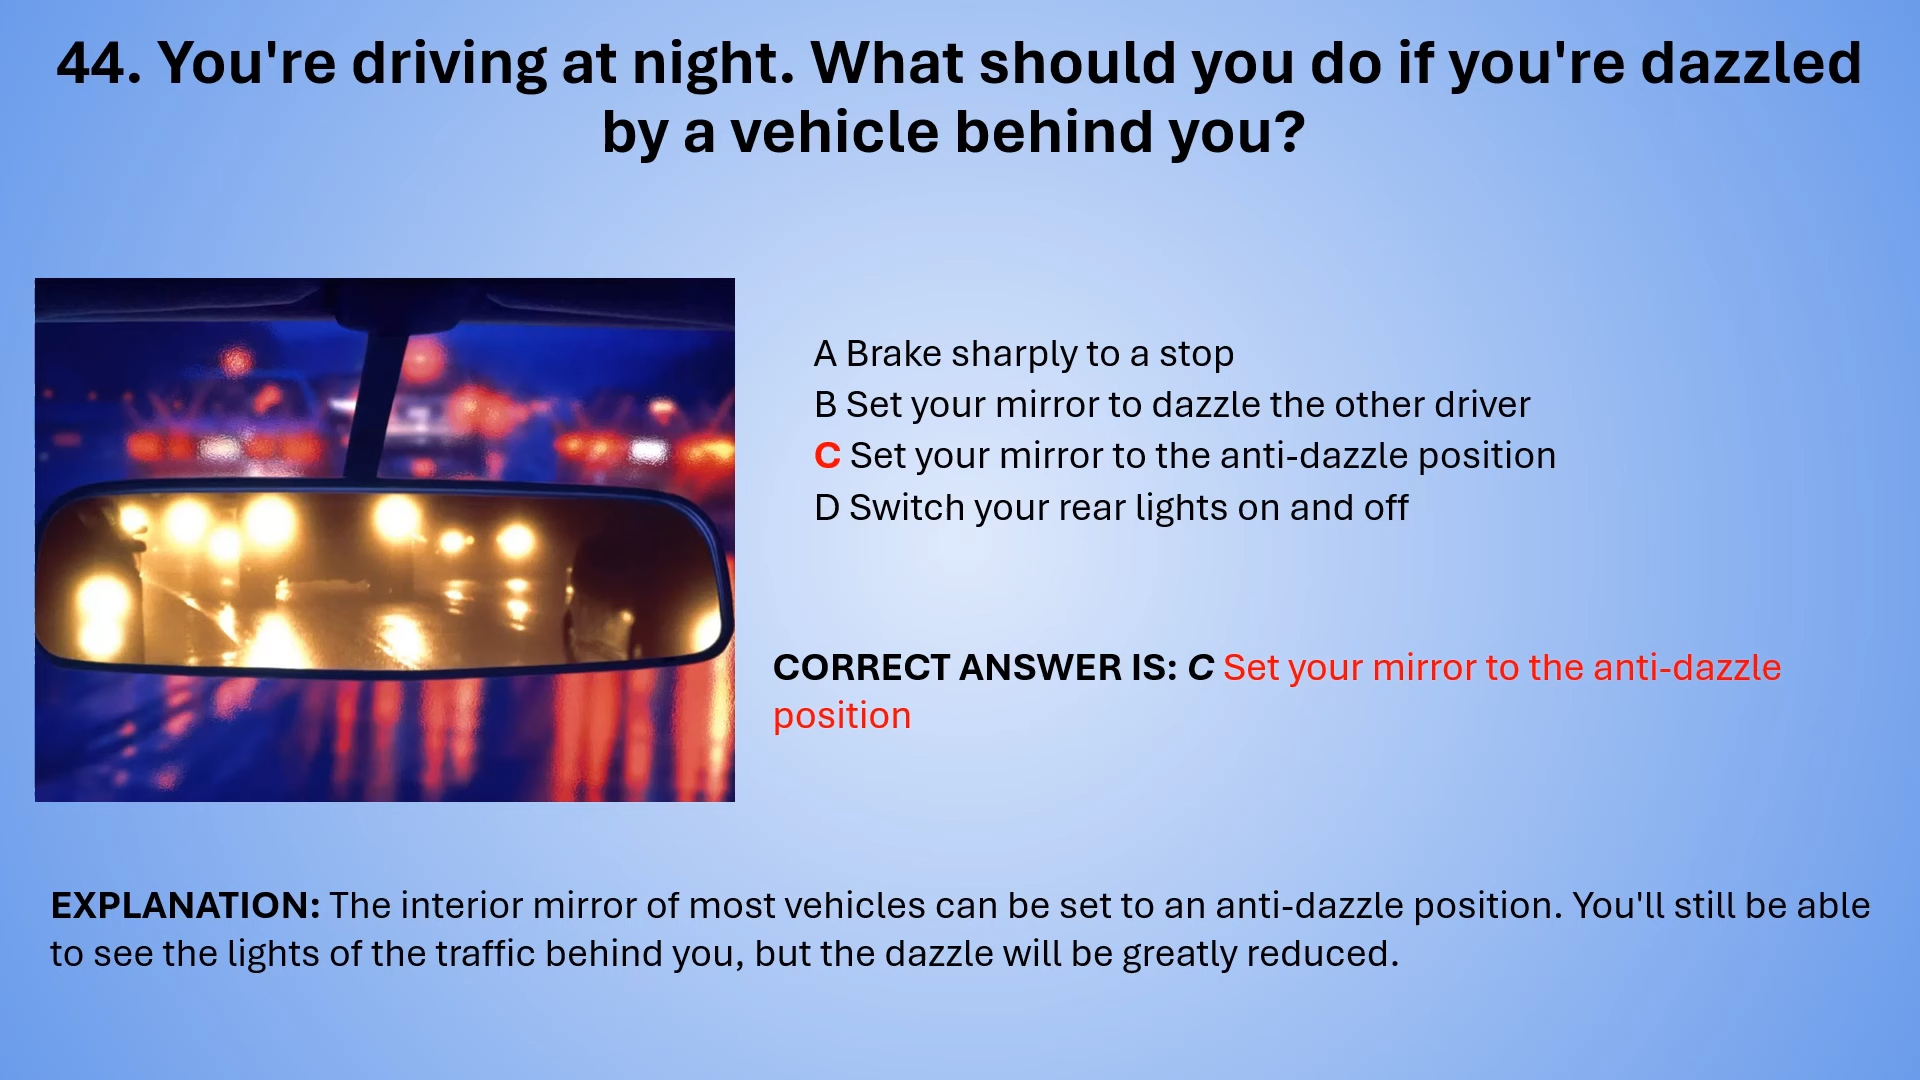 44. You're driving at night. What should you do if you're dazzled
by a vehicle behind you?
A Brake sharply to a stop
B Set your mirror to dazzle the other driver
C Set your mirror to the anti-dazzle position
D Switch your rear lights on and off
CORRECT ANSWER IS: C Set your mirror to the anti-dazzle
position
EXPLANATION: The interior mirror of most vehicles can be set to an anti-dazzle position. You'll still be able
to see the lights of the traffic behind you, but the dazzle will be greatly reduced.